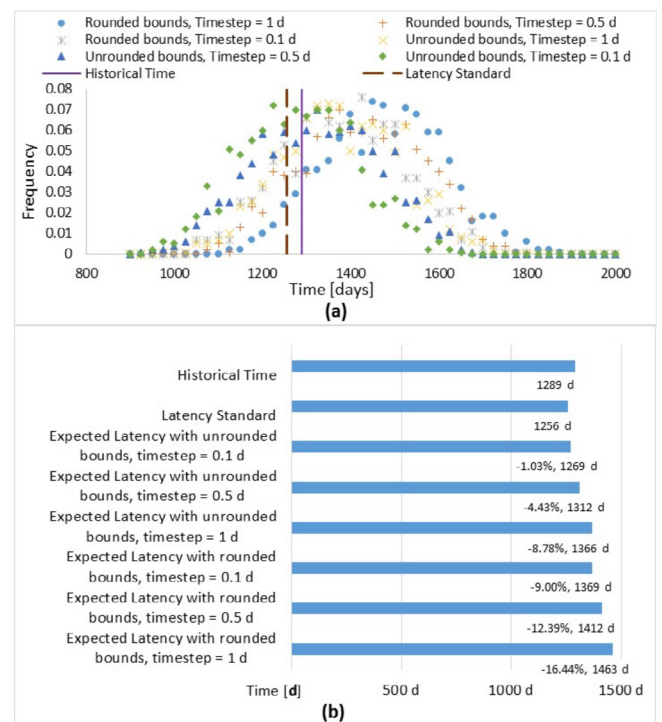 Rounded bounds, Timestep = 1 d
Rounded bounds, Timestep = 0.5 d
Rounded bounds, Timestep = 0.1 d
Unrounded bounds, Timestep = 1 d
Unrounded bounds, Timestep = 0.5 d
Unrounded bounds, Timestep = 0.1 d
Historical Time
Latency Standard
0.08
0.07
0.06
0.05
0.04
0.03
0.02
0.01
0
Frequency
800
1000
1200
1400
1600
1800
2000
Time [days]
(a)
Historical Time
1289 d
Latency Standard
1256 d
Expected Latency with unrounded
bounds, timestep = 0.1 d
-1.03%, 1269 d
Expected Latency with unrounded
bounds, timestep = 0.5 d
-4.43%, 1312 d
Expected Latency with unrounded
bounds, timestep = 1 d
-8.78%, 1366 d
Expected Latency with rounded
bounds, timestep = 0.1 d
-9.00%, 1369 d
Expected Latency with rounded
bounds, timestep = 0.5 d
-12.39%, 1412 d
Expected Latency with rounded
bounds, timestep = 1 d
-16.44%, 1463 d
Time [d]
500 d
1000 d
1500 d
(b)